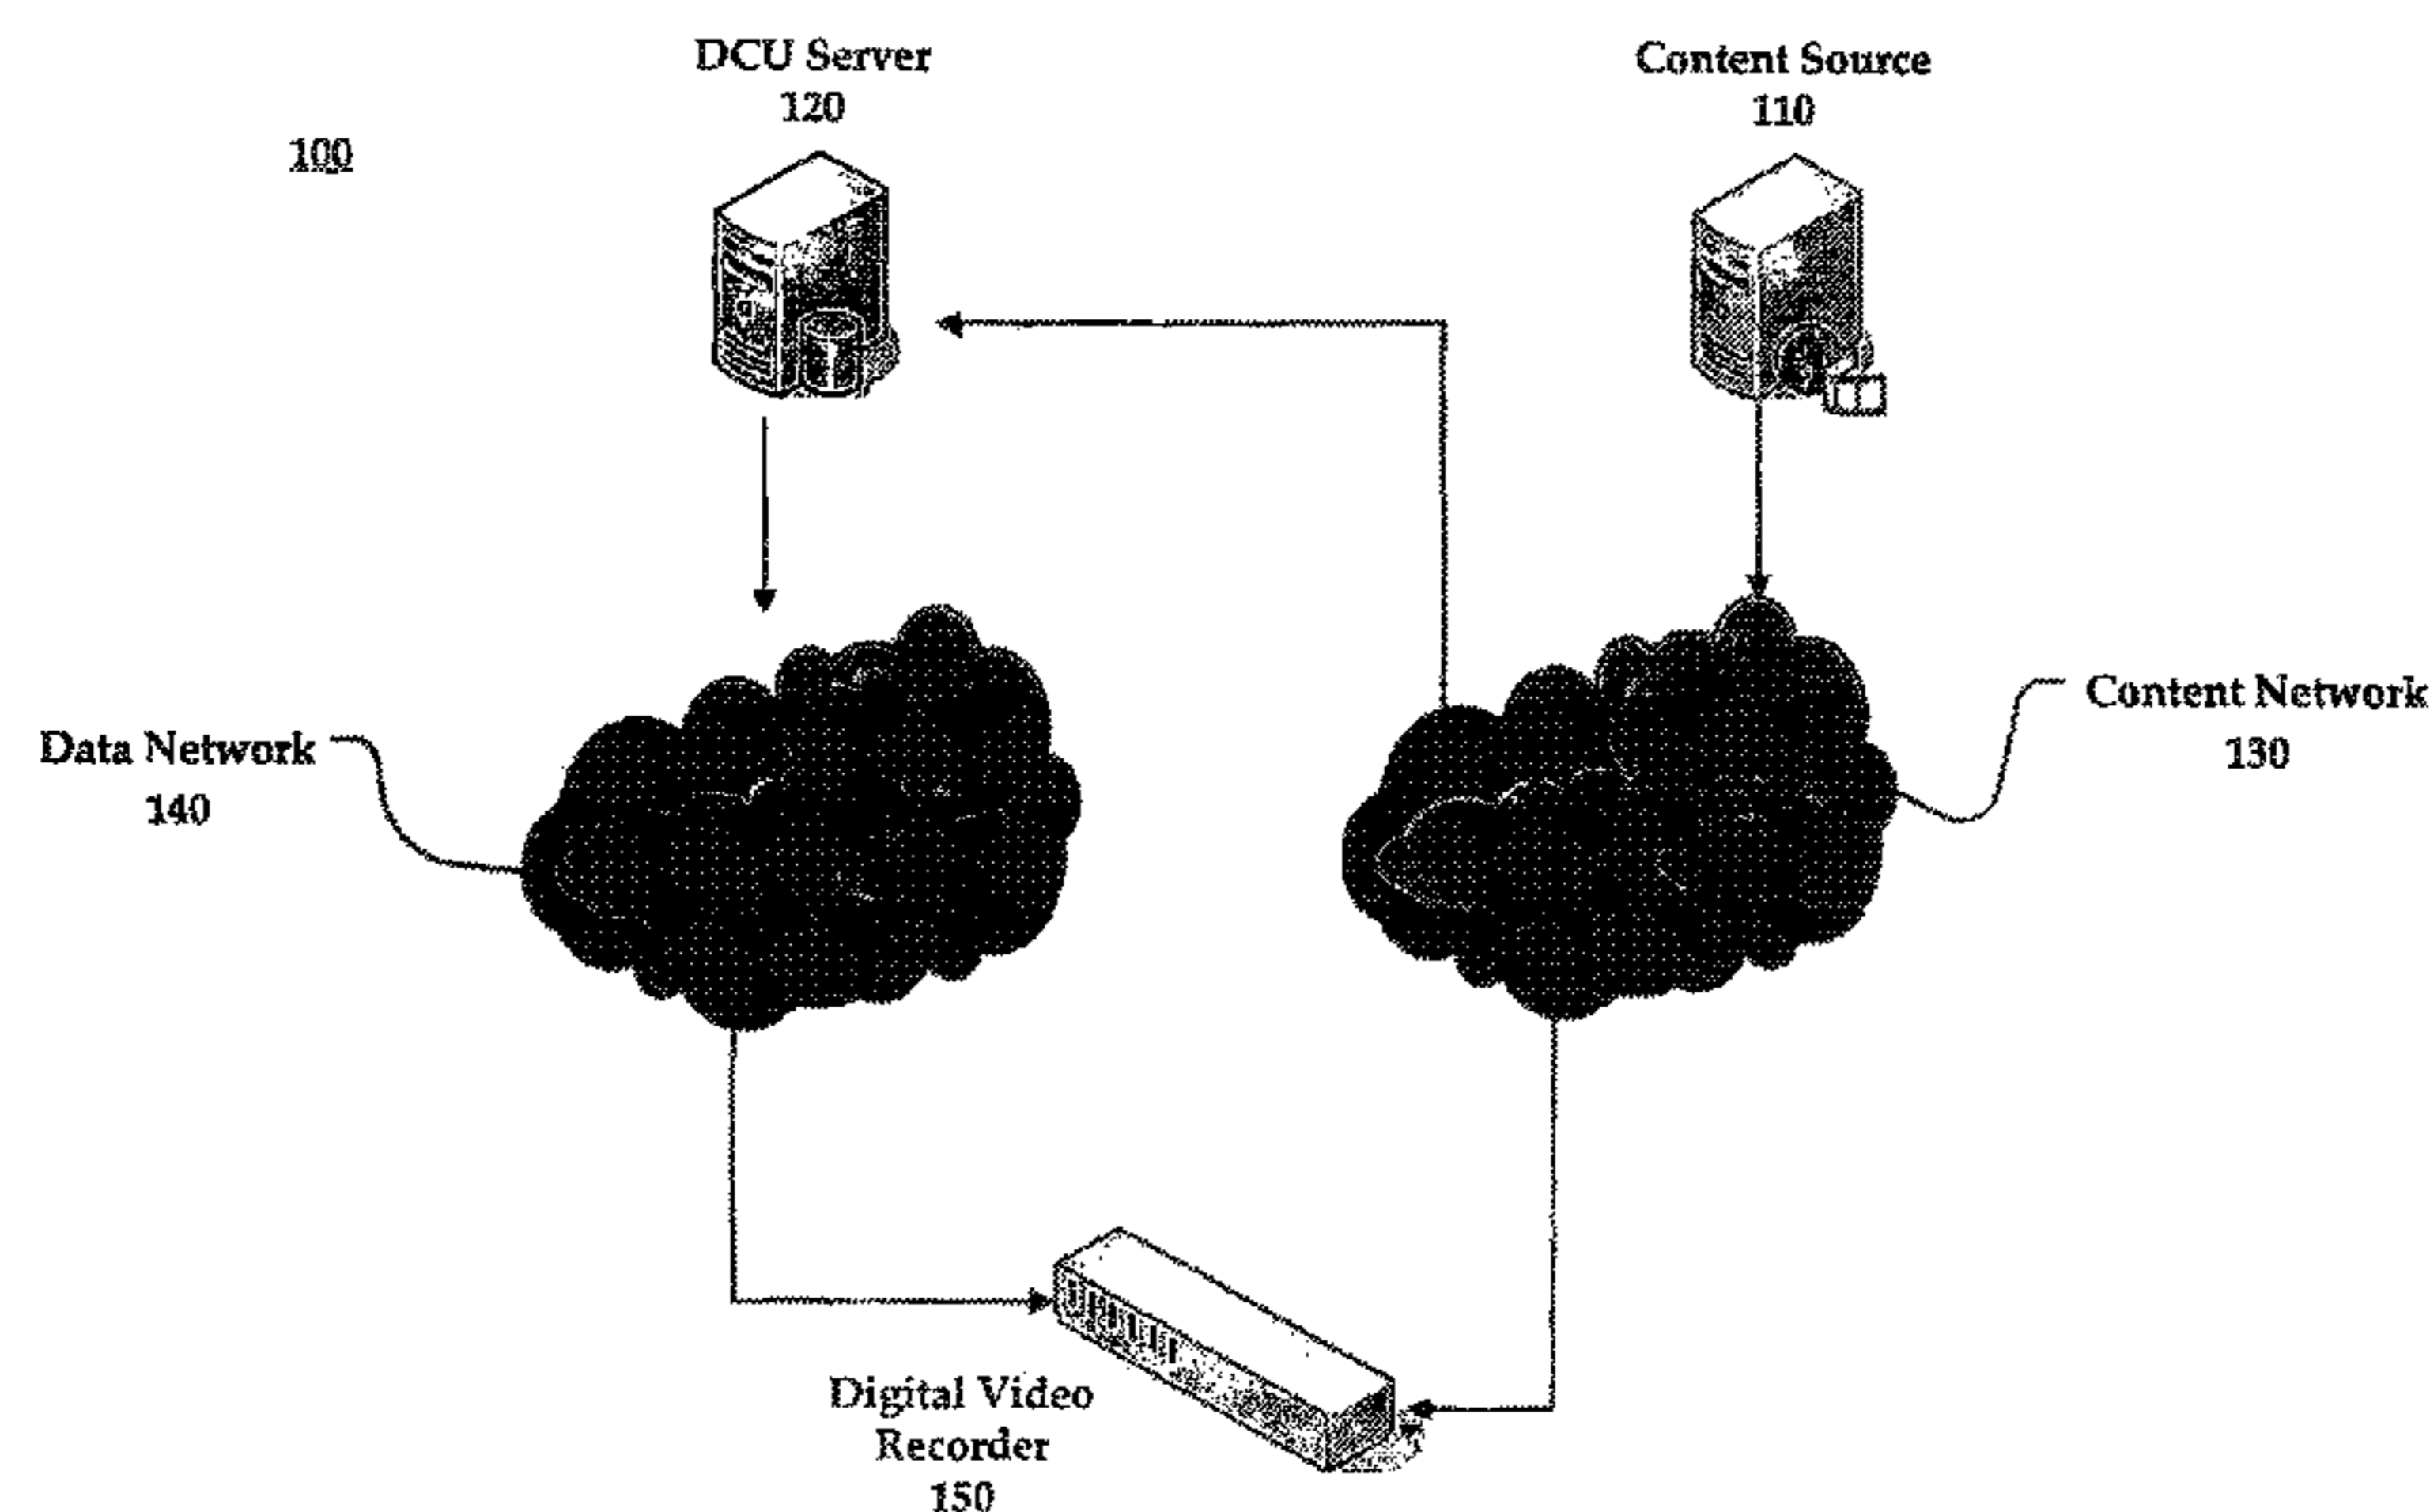 DCU Server
120
Content Source
110
100
Content Network
130
Data Network
140
Digital Video
Recorder
150